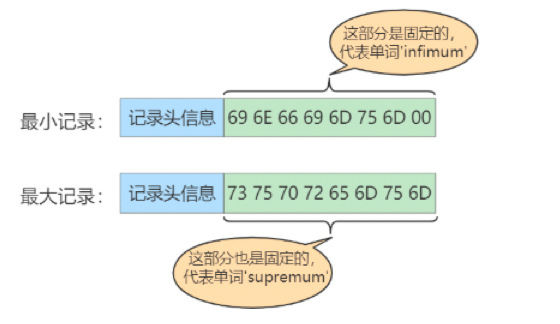 这部分是固定的，
代表单词'infimum'
最小记录：
记录头信息
69 6E 66 69 6D 75 6D 00
最大记录：
记录头信息
73 75 70 72 65 6D 75 6D
这部分也是固定的，
代表单词'supremum'